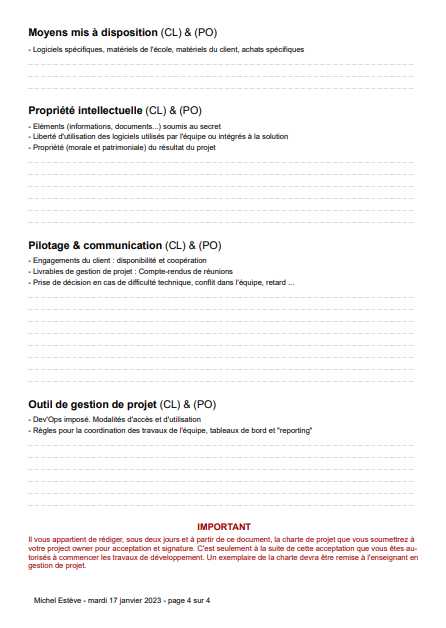 Moyens mis à disposition (CL) & (PO)
- Logiciels spécifiques, matériels de l'école, matériels du client, achats spécifiques
Propriété intellectuelle (CL) & (PO)
- Eléments (informations, documents...) soumis au secret
- Liberté d'utilisation des logiciels utilisés par l'équipe ou intégrés à la solution
- Propriété (morale et patrimoniale) du résultat du projet
Pilotage & communication (CL) & (PO)
- Engagements du client : disponibilité et coopération
- Livrables de gestion de projet : Compte-rendus de réunions
- Prise de décision en cas de difficulté technique, conflit dans l'équipe, retard ...
Outil de gestion de projet (CL) & (PO)
- Dev'Ops imposé. Modalités d'accès et d'utilisation
- Règles pour la coordination des travaux de l'équipe, tableaux de bord et "reporting"
IMPORTANT
Il vous appartient de rédiger, sous deux jours et à partir de ce document, la charte de projet que vous soumettrez à
votre project owner pour acceptation et signature. C'est seulement à la suite de cette acceptation que vous êtes au-
torisés à commencer les travaux de développement. Un exemplaire de la charte devra être remise à l'enseignant en
gestion de projet.
Michel Estève - mardi 17 janvier 2023 - page 4 sur 4